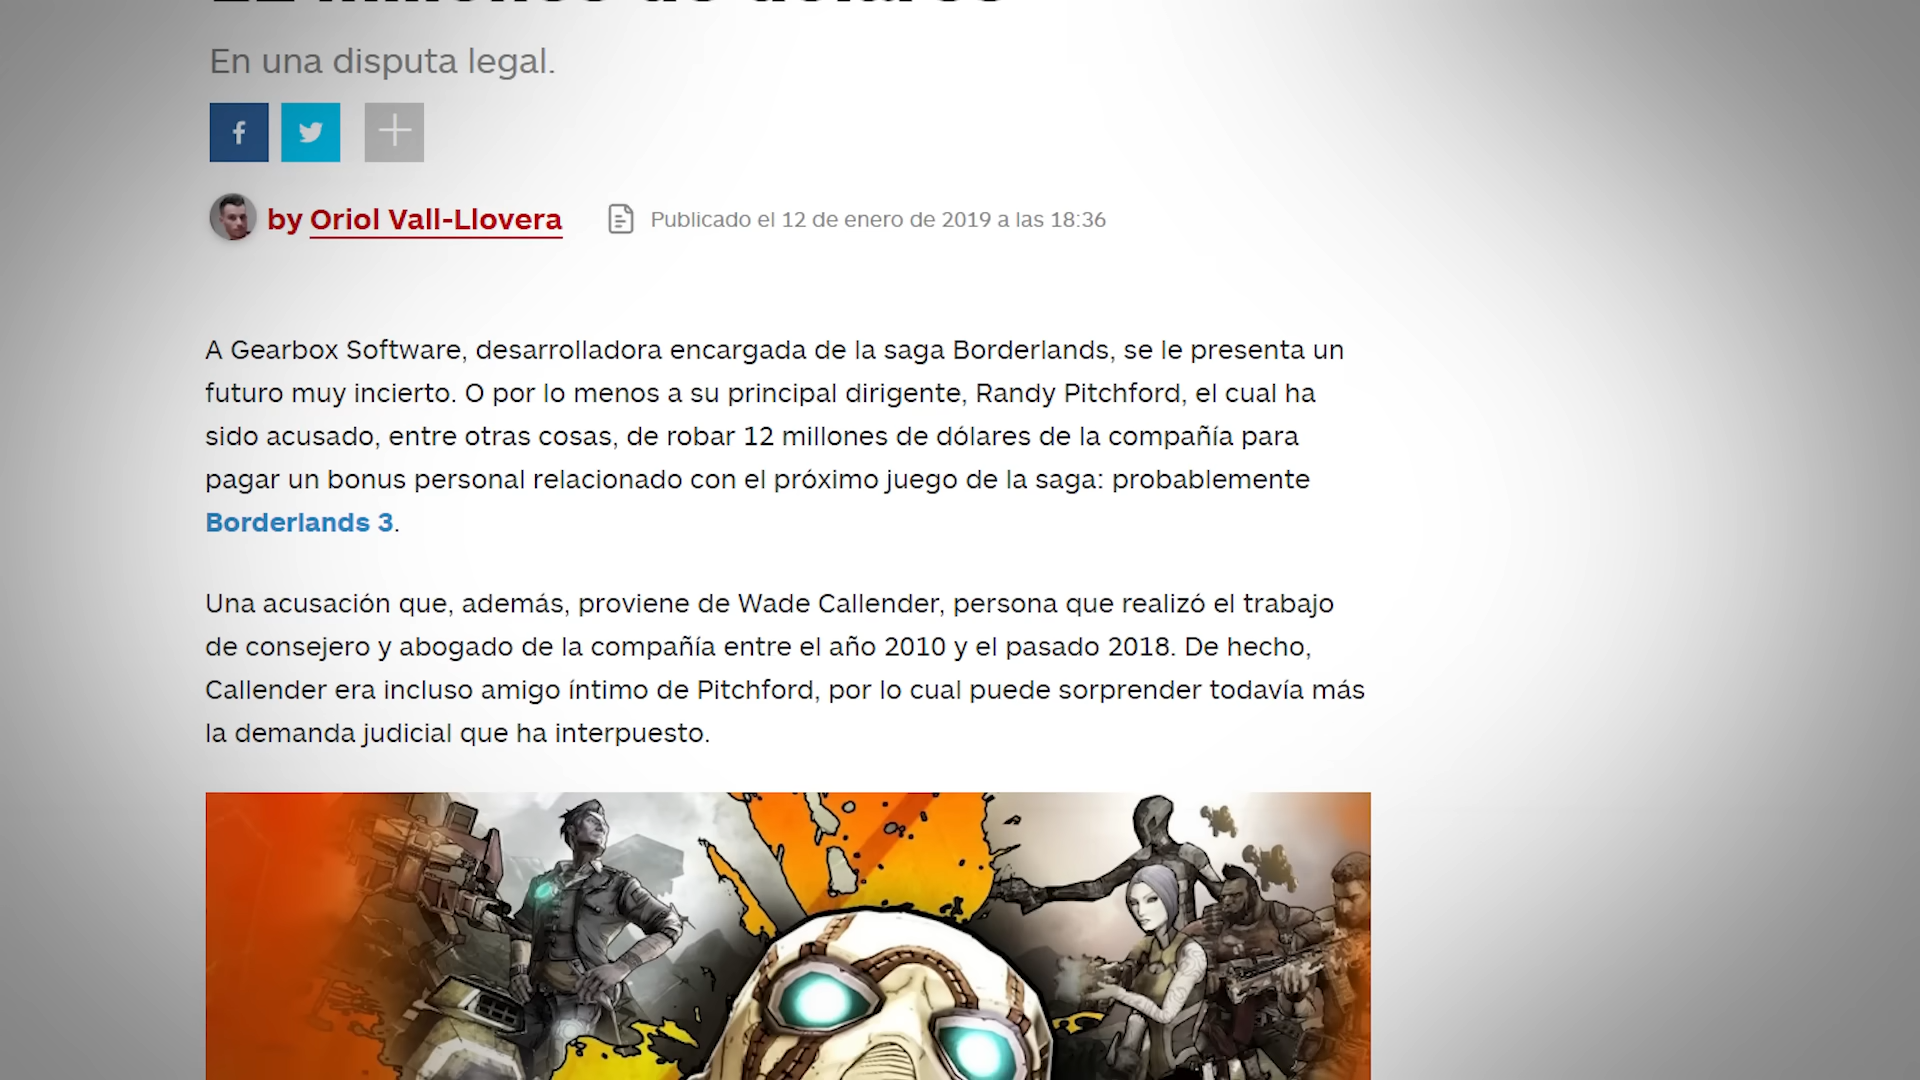 12 millones de dólares
En una disputa legal.
by Oriol Vall-Llovera
Publicado el 12 de enero de 2019 a las 18:36
A Gearbox Software, desarrolladora encargada de la saga Borderlands, se le presenta un
futuro muy incierto. O por lo menos a su principal dirigente, Randy Pitchford, el cual ha
sido acusado, entre otras cosas, de robar 12 millones de dólares de la compañía para
pagar un bonus personal relacionado con el próximo juego de la saga: probablemente
Borderlands 3.
Una acusación que, además, proviene de Wade Callender, persona que realizó el trabajo
de consejero y abogado de la compañía entre el año 2010 y el pasado 2018. De hecho,
Callender era incluso amigo íntimo de Pitchford, por lo cual puede sorprender todavía más
la demanda judicial que ha interpuesto.